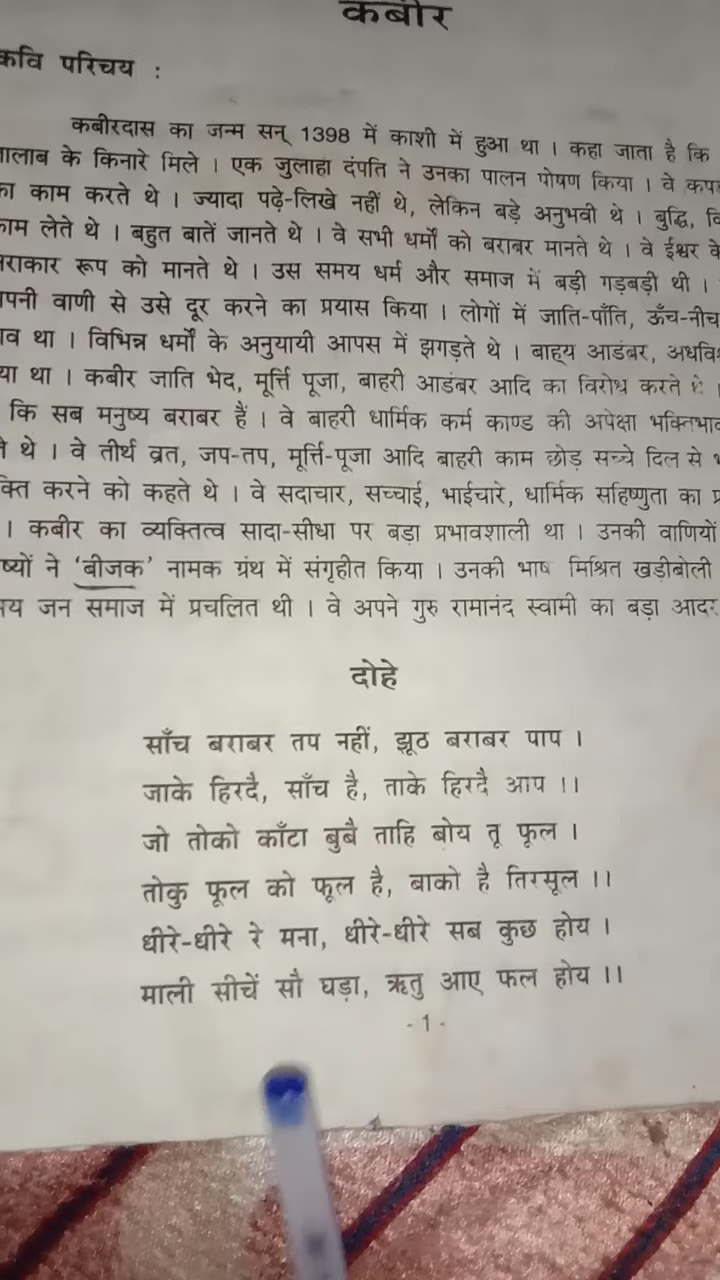 कबीर
कवि परिचय :
कबीरदास का जन्म सन् 1398 में काशी में हुआ था । कहा जाता है कि
तालाब के किनारे मिले । एक जुलाहा दंपति ने उनका पालन पोषण किया । वे
का काम करते थे । ज्यादा पढ़े-लिखे नहीं थे, लेकिन बड़े अनुभवी थे । बुद्धि,
काम लेते थे । बहुत बातें जानते थे । वे सभी धर्मों को बराबर मानते थे । वे ईश्वर के
राकार रूप को मानते थे । उस समय धर्म और समाज में बड़ी गड़बड़ी थी ।
पनी वाणी से उसे दूर करने का प्रयास किया । लोगों में जाति-पाँति, ऊँच-नीच
व था । विभिन्न धर्मों के अनुयायी आपस में झगड़ते थे । बाह्य आडंबर,
या था । कबीर जाति भेद, मूर्त्ति पूजा, बाहरी आडंबर आदि का विरोध करते थे ।
कि सब मनुष्य बराबर हैं । वे बाहरी धार्मिक कर्म काण्ड की अपेक्षा भक्तिभाव
थे । वे तीर्थ व्रत, जप-तप, मूर्त्ति-पूजा आदि बाहरी काम छोड़ सच्चे दिल से
क्ति करने को कहते थे । वे सदाचार, सच्चाई, भाईचारे, धार्मिक सहिष्णुता का
। कबीर का व्यक्तित्व सादा-सीधा पर बड़ा प्रभावशाली था । उनकी वाणियों
ष्यों ने ‘बीजक’ नामक ग्रंथ में संगृहीत किया । उनकी भाष मिश्रित खड़ीबोली
मय जन समाज में प्रचलित थी । वे अपने गुरु रामानंद स्वामी का बड़ा आदर
दोहे
साँच बराबर तप नहीं, झूठ बराबर पाप ।
जाके हिरदै, साँच है, ताके हिरदै आप ।।
जो तोको काँटा बुबै ताहि बोय तू फूल ।
तोकु फूल को फूल है, बाको है तिरसूल ।।
धीरे-धीरे रे मना, धीरे-धीरे सब कुछ होय ।
माली सीचें सौ घड़ा, ऋतु आए फल होय ।।
- 1 -